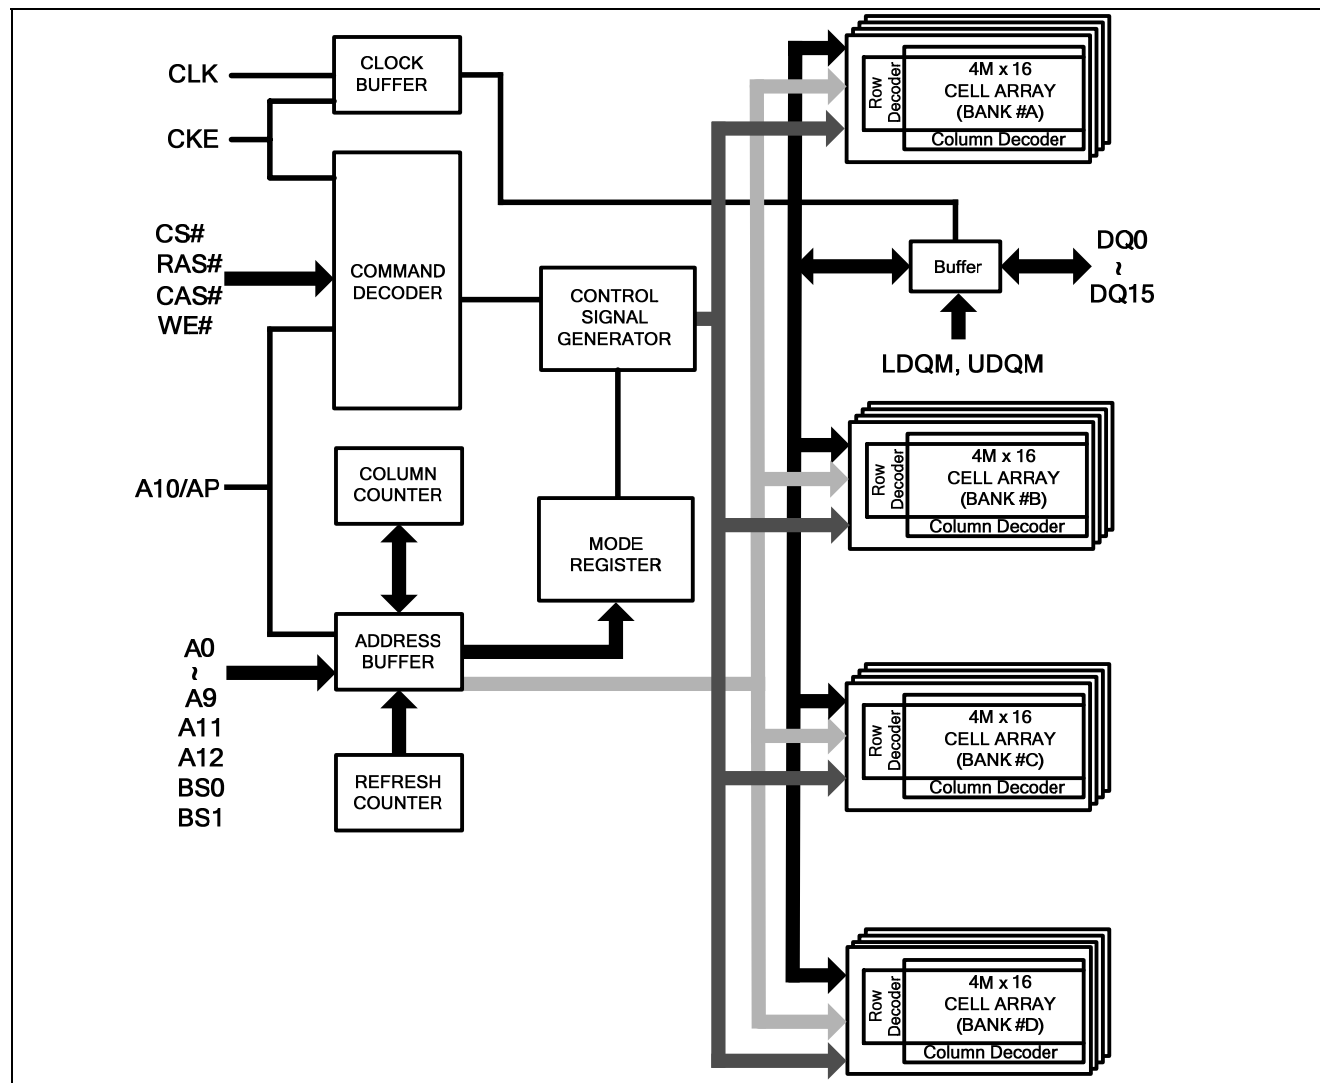 CLK
CLOCK
BUFFER
CKE
CS#
RAS#
CAS#
WE#
COMMAND
DECODER
CONTROL
SIGNAL
GENERATOR
A10/AP
COLUMN
COUNTER
MODE
REGISTER
A0
~
A9
A11
A12
BS0
BS1
ADDRESS
BUFFER
REFRESH
COUNTER
Row
Decoder
4M x 16
CELL ARRAY
(BANK #A)
Column Decoder
Buffer
DQ0
~
DQ15
LDQM, UDQM
Row
Decoder
4M x 16
CELL ARRAY
(BANK #B)
Column Decoder
Row
Decoder
4M x 16
CELL ARRAY
(BANK #C)
Column Decoder
Row
Decoder
4M x 16
CELL ARRAY
(BANK #D)
Column Decoder